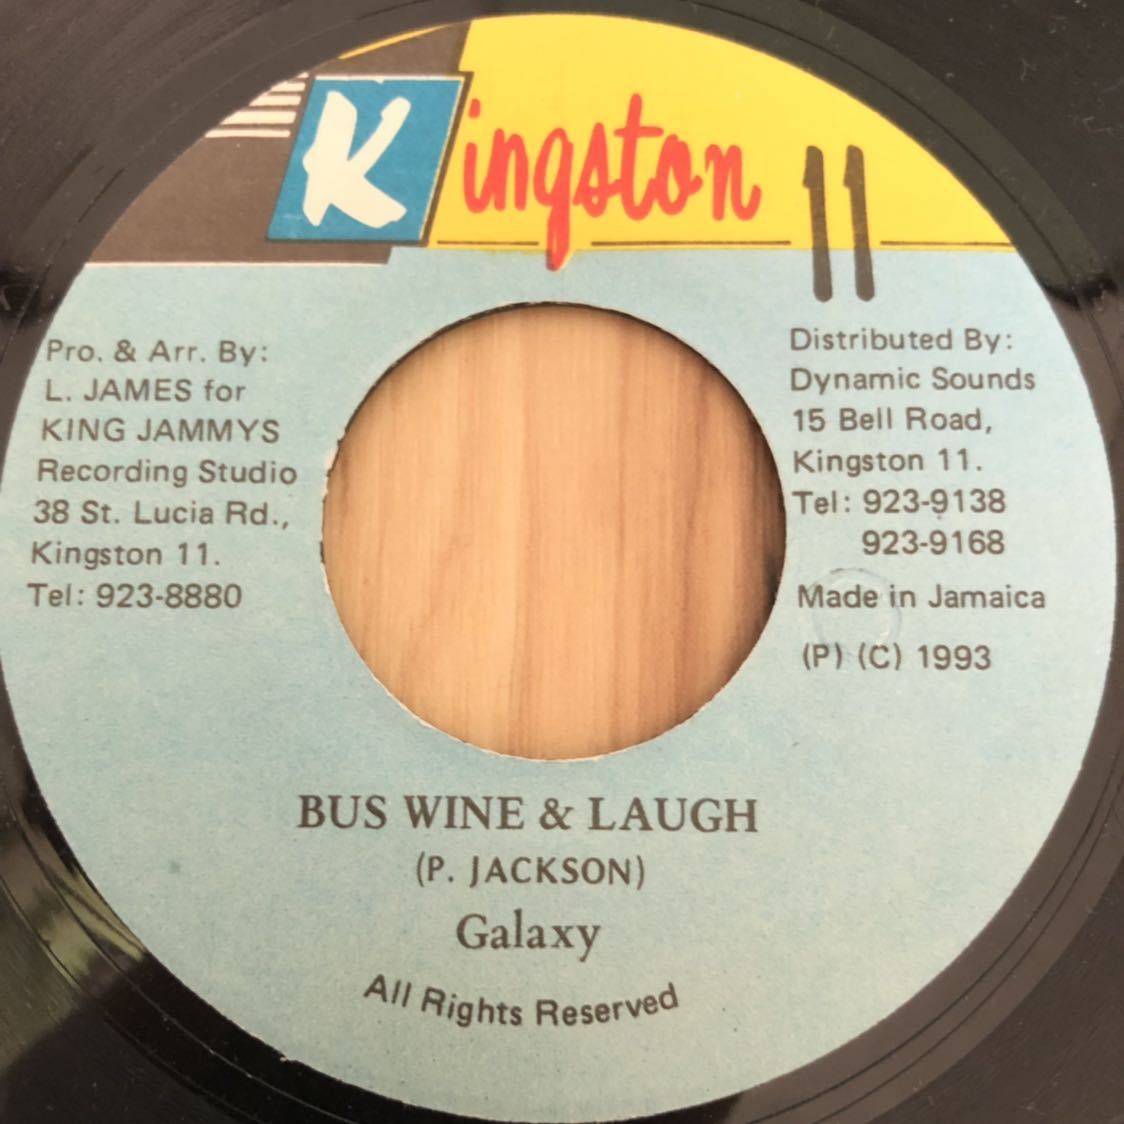 Kingston 11
Pro. & Arr. By:
L. JAMES for
KING JAMMYS
Recording Studio
38 St. Lucia Rd.,
Kingston 11.
Tel: 923-8880
Distributed By:
Dynamic Sounds
15 Bell Road,
Kingston 11.
Tel: 923-9138
923-9168
Made in Jamaica
(P) (C) 1993
BUS WINE & LAUGH
(P. JACKSON)
Galaxy
All Rights Reserved